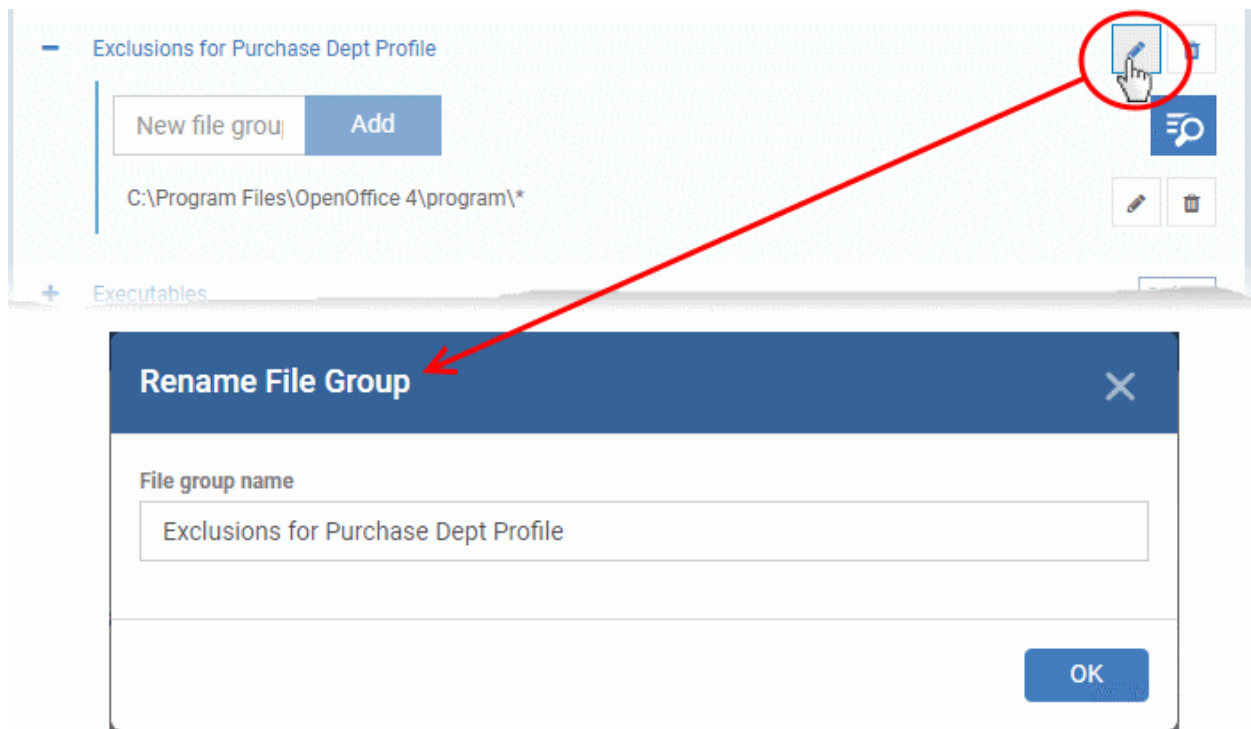 Exclusions for Purchase Dept Profile
New file grou
Add
C:\Program Files\OpenOffice 4\program\*
Executables
Rename File Group
File group name
Exclusions for Purchase Dept Profile
OK